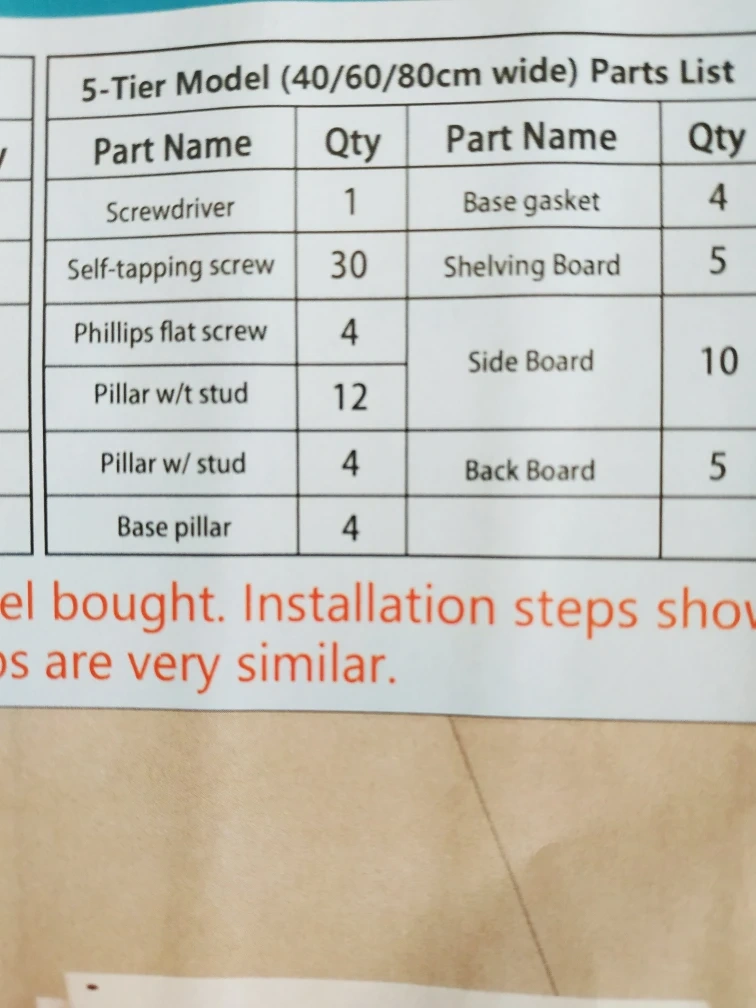 5-Tier Model (40/60/80cm wide) Parts List
Part Name Qty Part Name Qty
Screwdriver 1 Base gasket 4
Self-tapping screw 30 Shelving Board 5
Phillips flat screw 4
Side Board 10
Pillar w/t stud 12
Pillar w/ stud 4 Back Board 5
Base pillar 4
bought. Installation steps
are very similar.